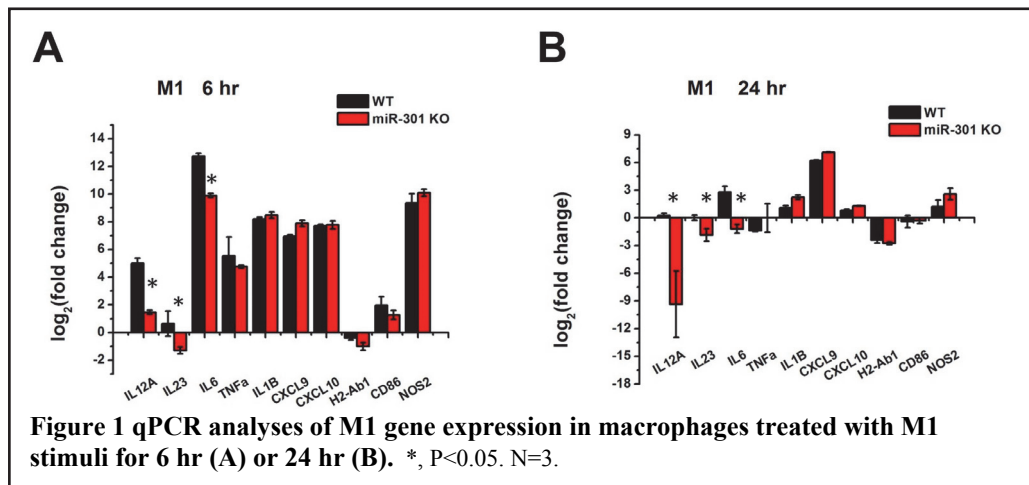 A
M1 6 hr
WT
miR-301 KO
log2(fold change)
14
12
10
8
6
4
2
0
-2
*
*
*
IL12A
IL23
IL6
TNFa
IL1B
CXCL9
CXCL10
H2-Ab1
CD86
NOS2
B
M1 24 hr
WT
miR-301 KO
log2(fold change)
9
6
3
0
-3
-6
-9
-12
-15
-18
*
*
*
IL12A
IL23
IL6
TNFa
IL1B
CXCL9
CXCL10
H2-Ab1
CD86
NOS2
Figure 1 qPCR analyses of M1 gene expression in macrophages treated with M1
stimuli for 6 hr (A) or 24 hr (B). *, P<0.05. N=3.